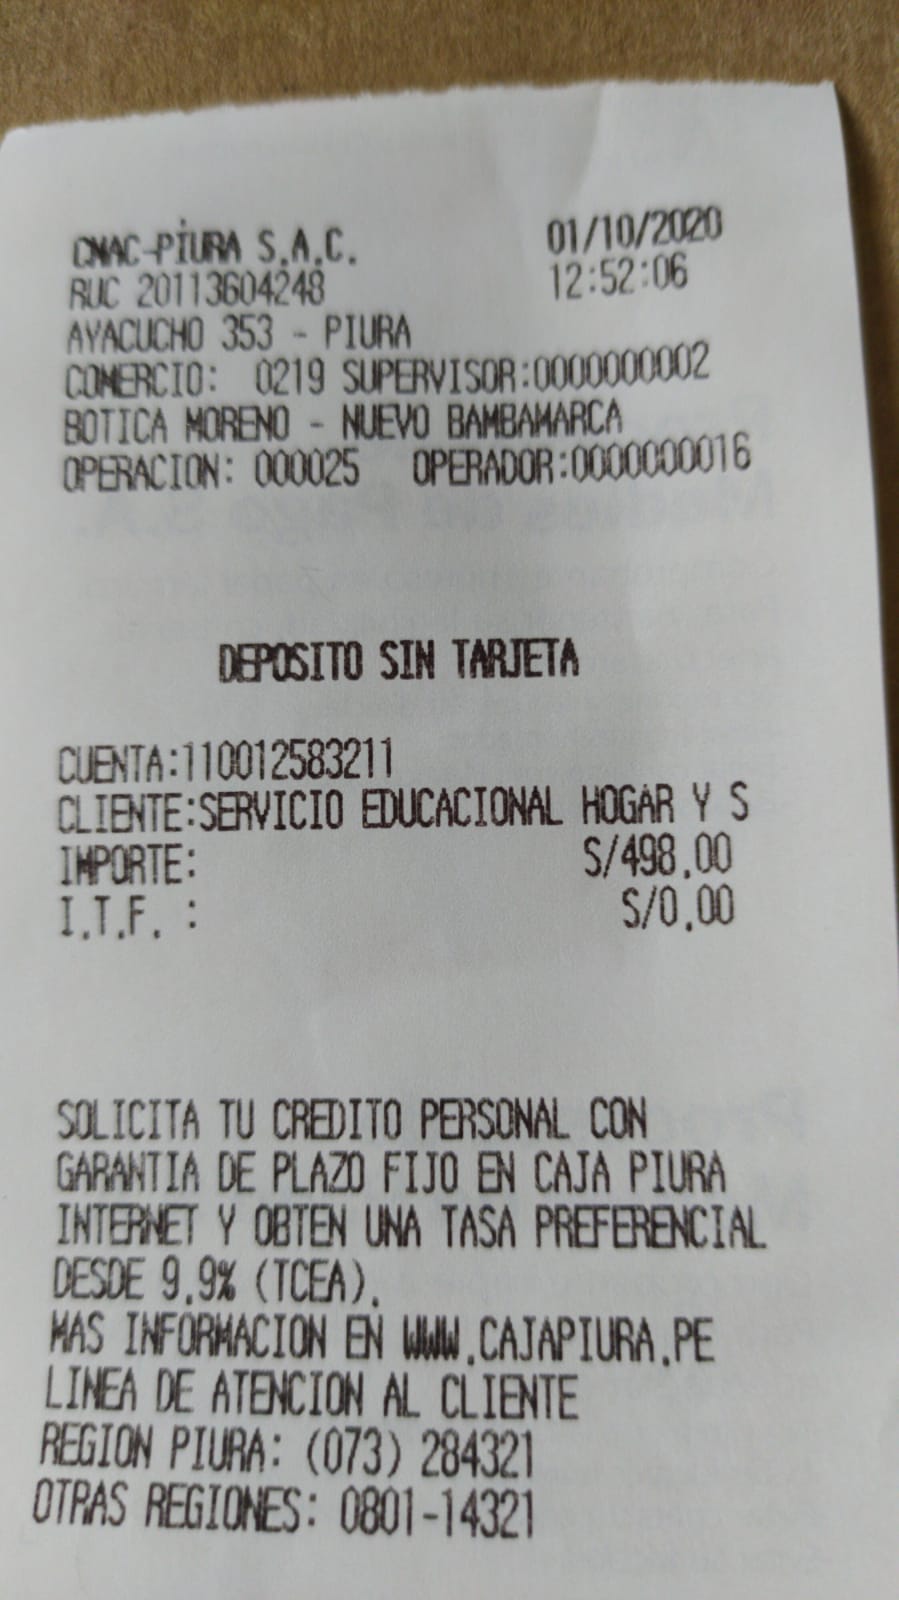 CMAC-PIURA S.A.C. 01/10/2020
RUC 20113604248 12:52:06
AYACUCHO 353 - PIURA
COMERCIO: 0219 SUPERVISOR:0000000002
BOTICA MORENO - NUEVO BAMBAMARCA
OPERACION: 000025 OPERADOR:0000000016
DEPOSITO SIN TARJETA
CUENTA:110012583211
CLIENTE:SERVICIO EDUCACIONAL HOGAR Y S
IMPORTE: S/498.00
I.T.F. : S/0.00
SOLICITA TU CREDITO PERSONAL CON
GARANTIA DE PLAZO FIJO EN CAJA PIURA
INTERNET Y OBTEN UNA TASA PREFERENCIAL
DESDE 9.9% (TCEA).
MAS INFORMACION EN WWW.CAJAPIURA.PE
LINEA DE ATENCION AL CLIENTE
REGION PIURA: (073) 284321
OTRAS REGIONES: 0801-14321